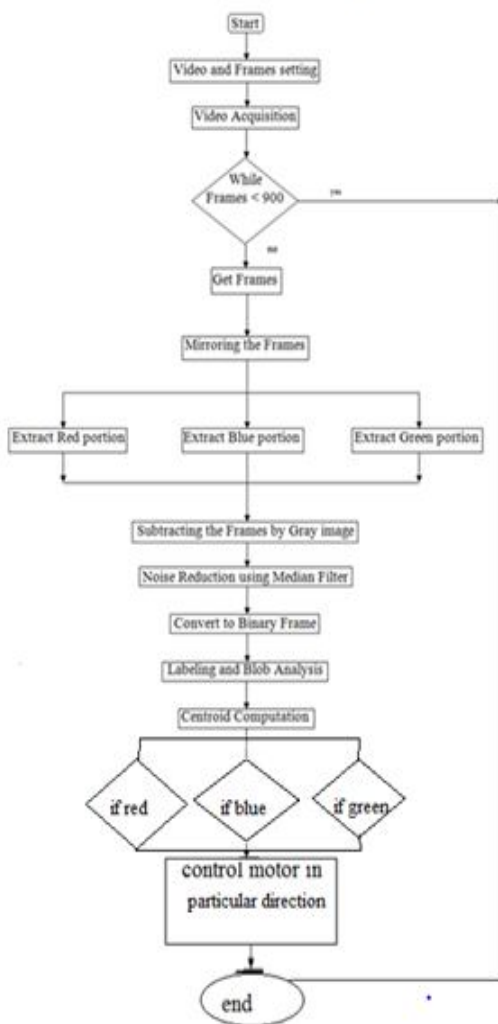 Start
Video and Frames setting
Video Acquisition
While
Frames < 900
yes
no
Get Frames
Mirroring the Frames
Extract Red portion
Extract Blue portion
Extract Green portion
Subtracting the Frames by Gray image
Noise Reduction using Median Filter
Convert to Binary Frame
Labeling and Blob Analysis
Centroid Computation
if red
if blue
if green
control motor in
particular direction
end